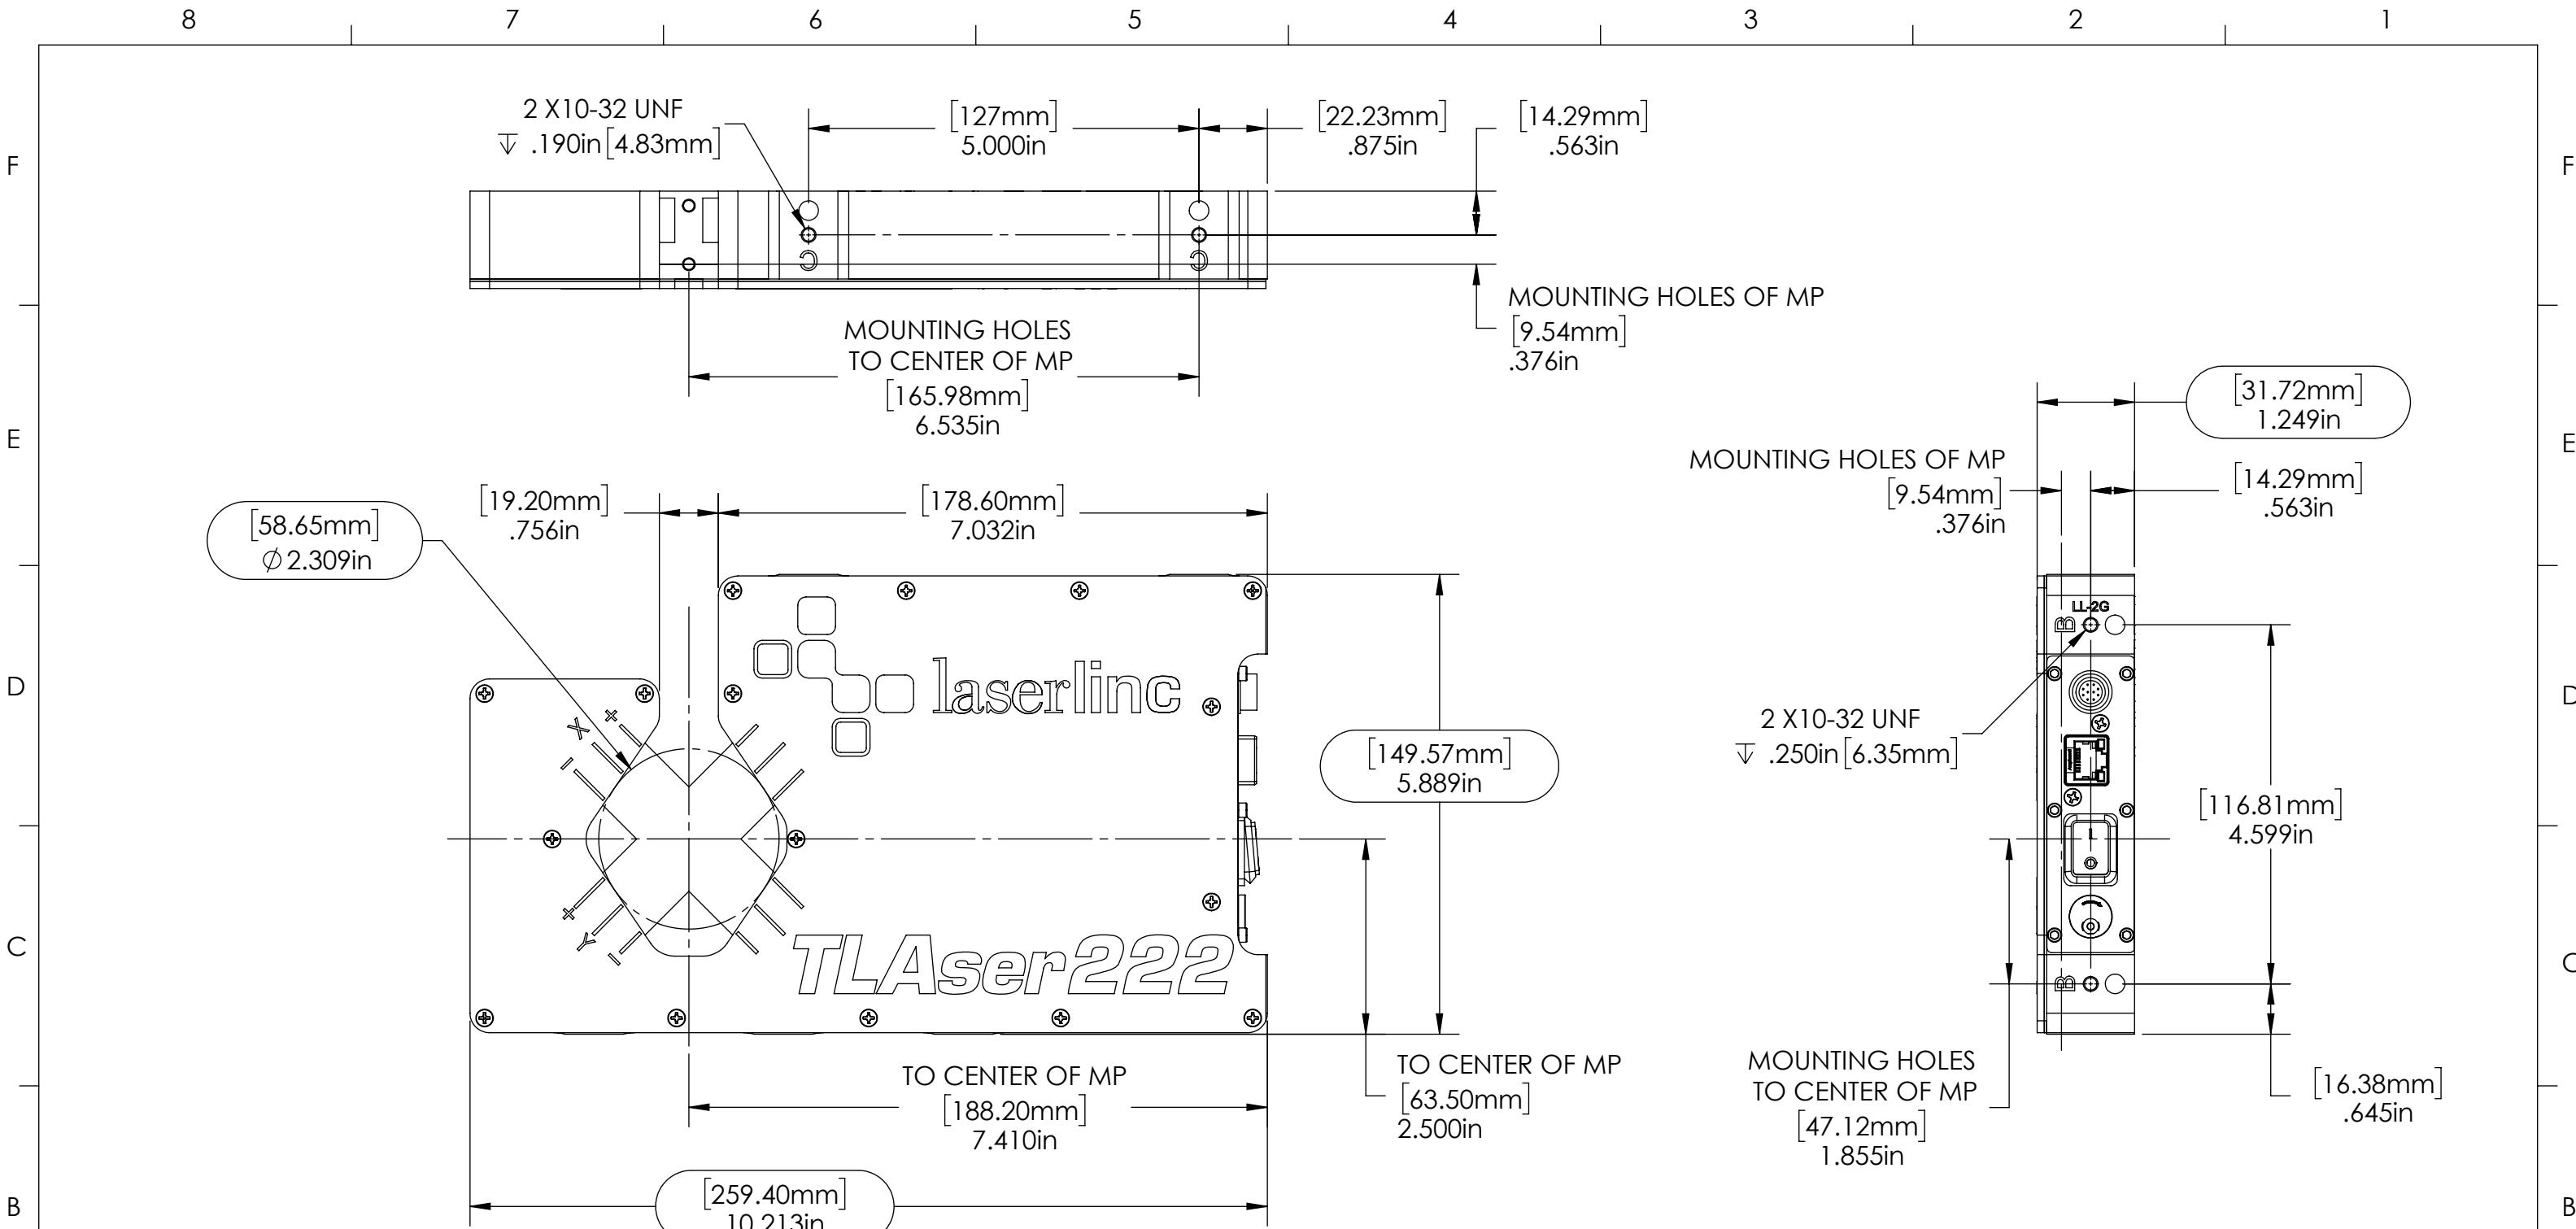 8 7 6 5 4 3 2 1
F
F
E
E
D
D
C
C
B
B
2 X10-32 UNF
↧ .190in[4.83mm]
[127mm]
5.000in
[22.23mm]
.875in
[14.29mm]
.563in
C
C
MOUNTING HOLES OF MP
[9.54mm]
.376in
MOUNTING HOLES
TO CENTER OF MP
[165.98mm]
6.535in
[58.65mm]
∅2.309in
[19.20mm]
.756in
[178.60mm]
7.032in
laserlinc
X
+
-
+
Y
-
TLAser222
[149.57mm]
5.889in
TO CENTER OF MP
[188.20mm]
7.410in
TO CENTER OF MP
[63.50mm]
2.500in
[259.40mm]
10.213in
[31.72mm]
1.249in
MOUNTING HOLES OF MP
[9.54mm]
.376in
[14.29mm]
.563in
LL-2G
B
2 X10-32 UNF
↧ .250in[6.35mm]
[116.81mm]
4.599in
B
MOUNTING HOLES
TO CENTER OF MP
[47.12mm]
1.855in
[16.38mm]
.645in